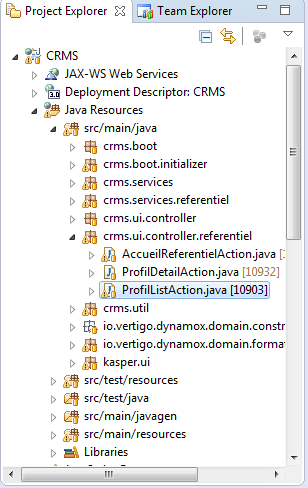 Project Explorer Team Explorer
CRMS
JAX-WS Web Services
3.0 Deployment Descriptor: CRMS
Java Resources
src/main/java
crms.boot
crms.boot.initializer
crms.services
crms.services.referentiel
crms.ui.controller
crms.ui.controller.referentiel
AccueilReferentielAction.java [1
ProfilDetailAction.java [10932]
ProfilListAction.java [10903]
crms.util
io.vertigo.dynamox.domain.constr
io.vertigo.dynamox.domain.format
kasper.ui
src/test/resources
src/test/java
src/main/javagen
src/main/resources
Libraries